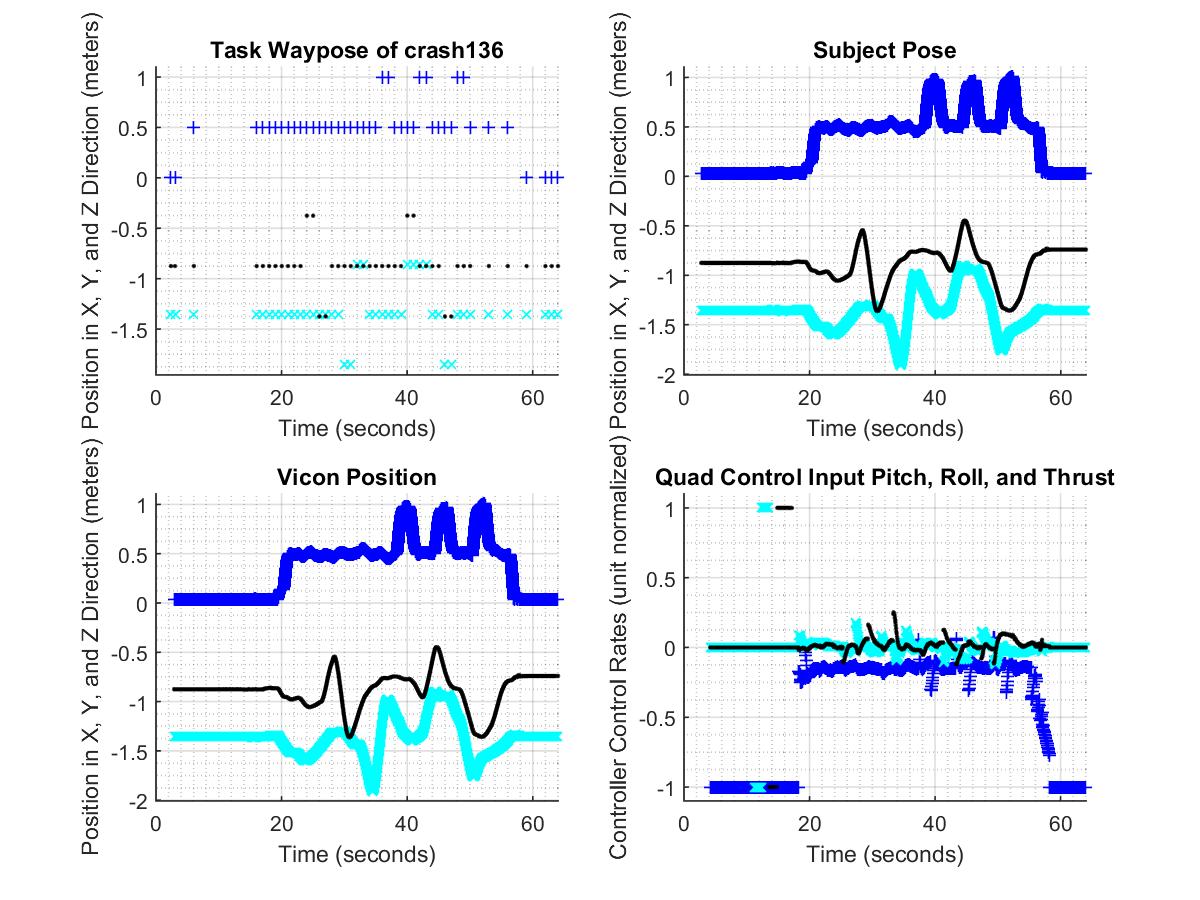 Task Waypose of crash136
Position in X, Y, and Z Direction (meters)
1
0.5
0
-0.5
-1
-1.5
0 20 40 60
Time (seconds)
Subject Pose
Position in X, Y, and Z Direction (meters)
1
0.5
0
-0.5
-1
-1.5
-2
0 20 40 60
Time (seconds)
Vicon Position
Position in X, Y, and Z Direction (meters)
1
0.5
0
-0.5
-1
-1.5
-2
0 20 40 60
Time (seconds)
Quad Control Input Pitch, Roll, and Thrust
Controller Control Rates (unit normalized)
1
0.5
0
-0.5
-1
0 20 40 60
Time (seconds)